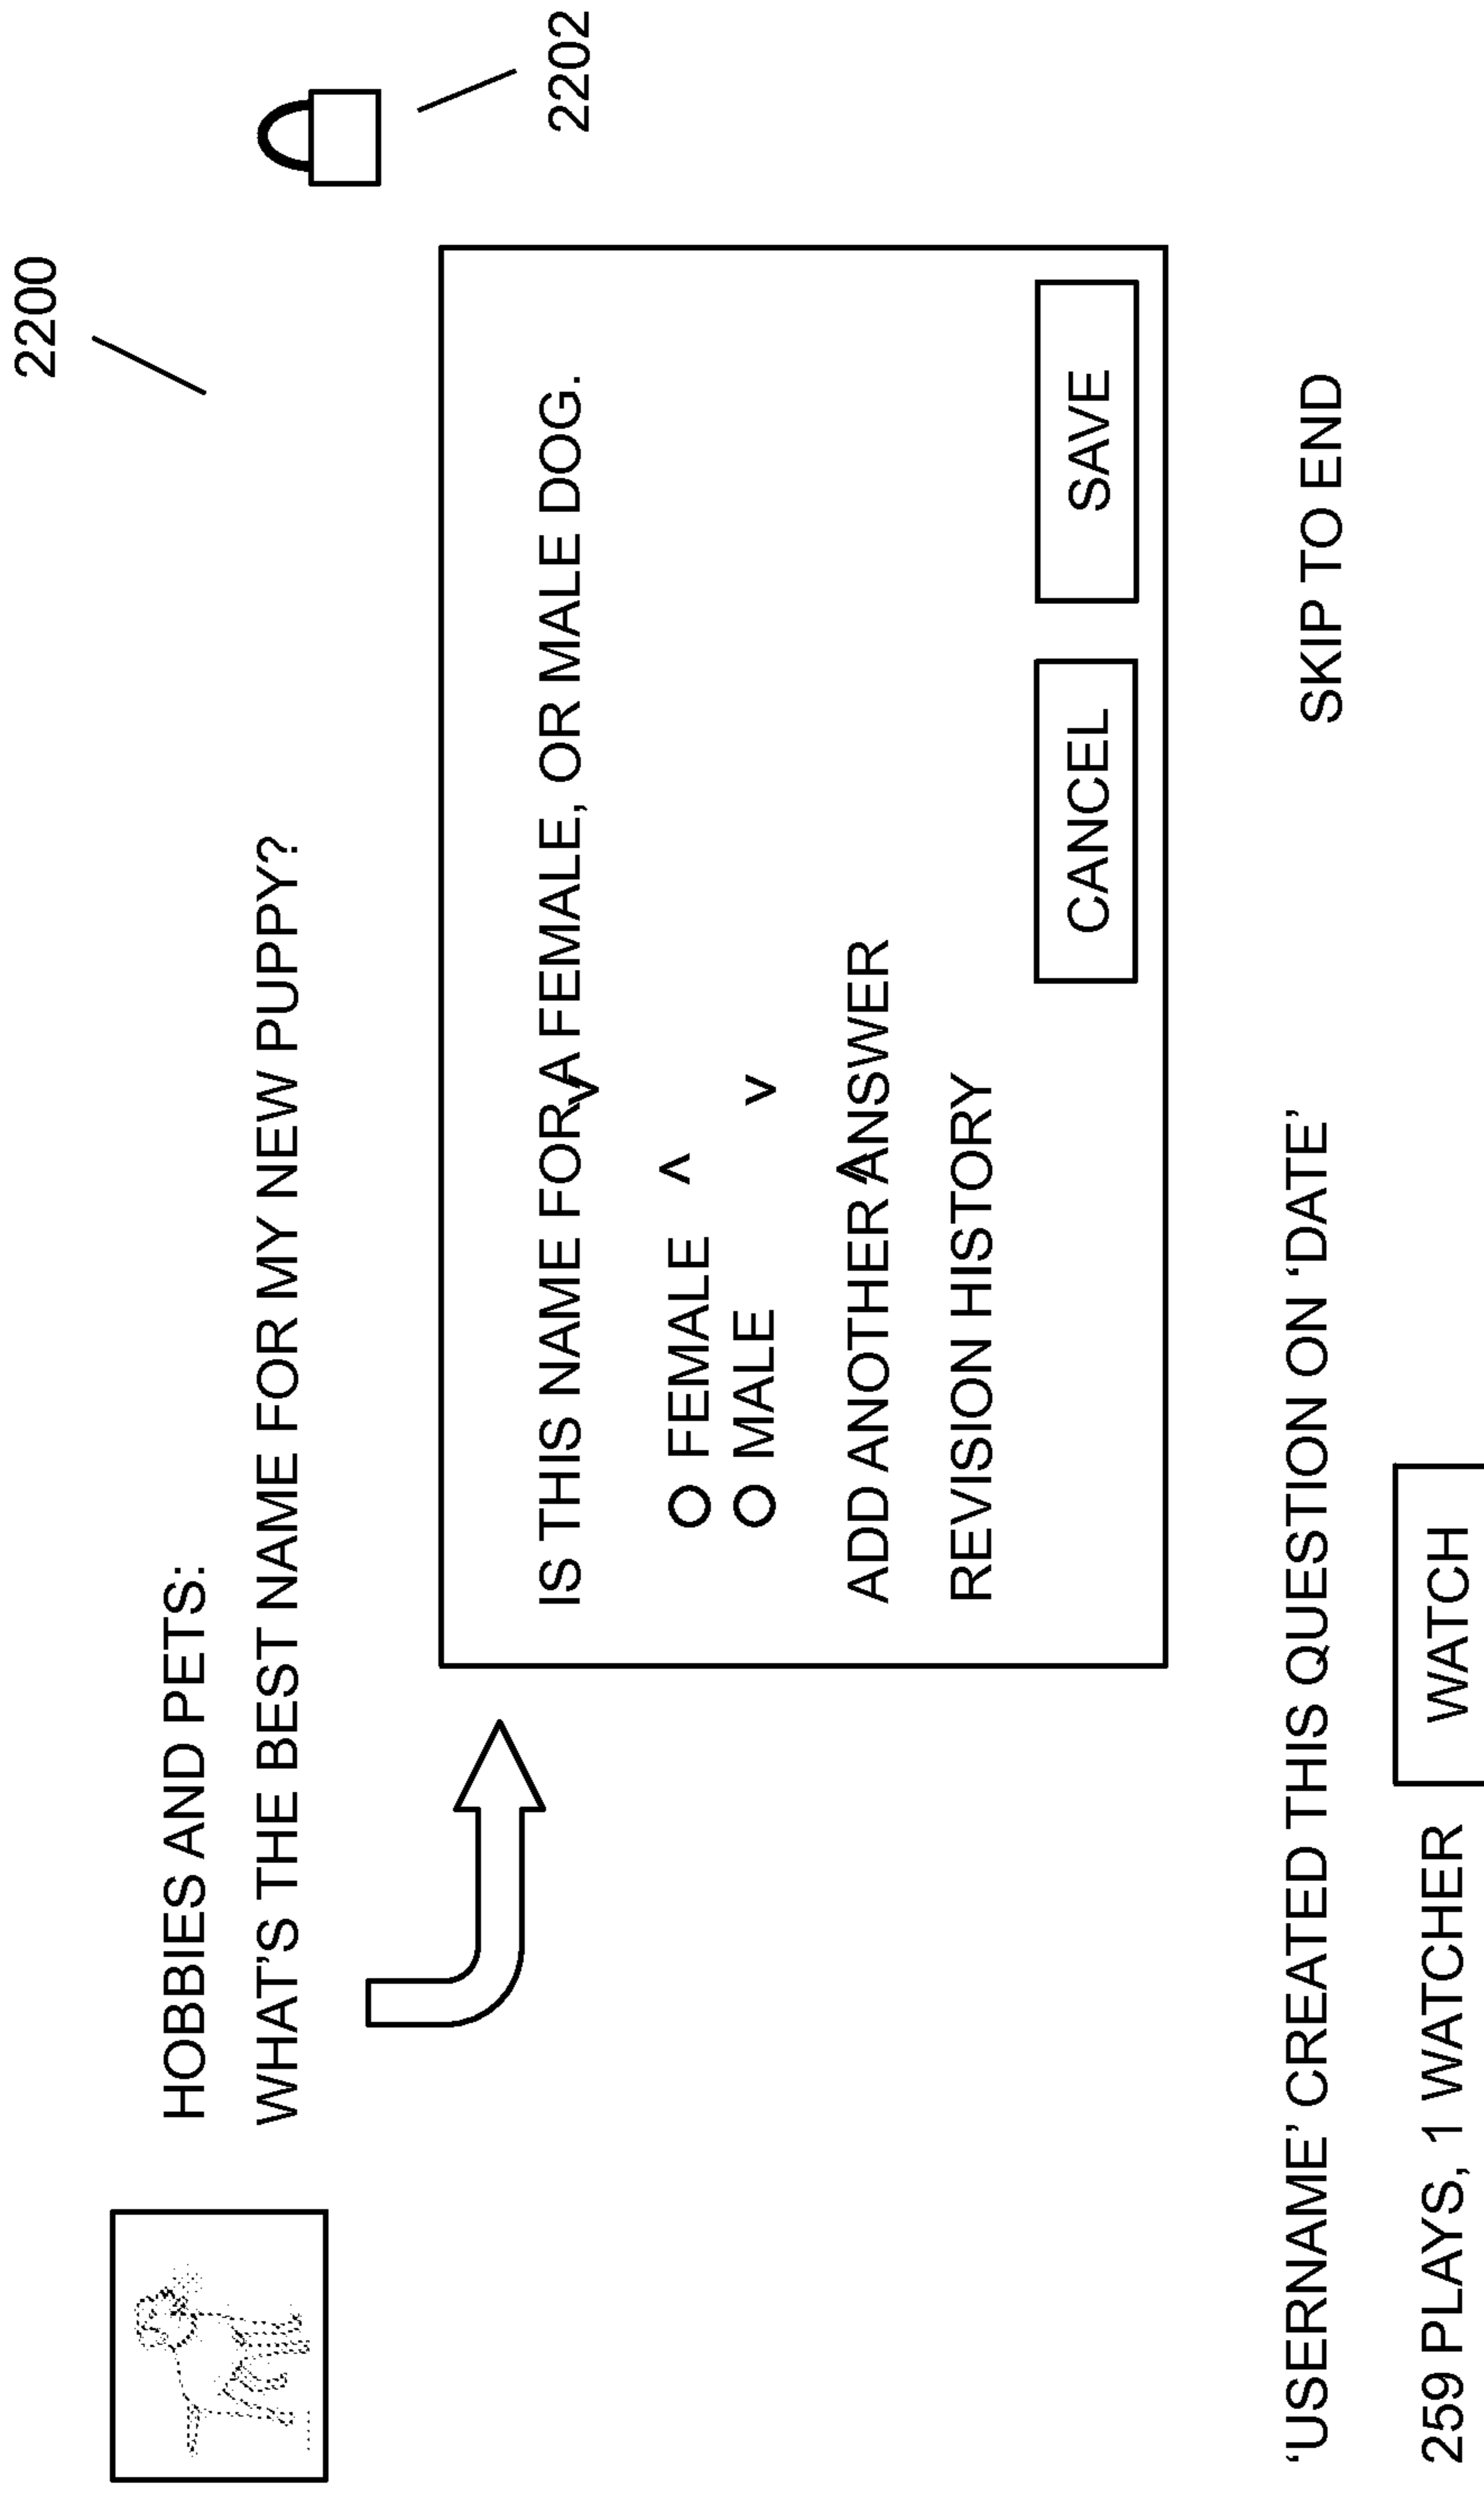 2200
HOBBIES AND PETS:
WHAT'S THE BEST NAME FOR MY NEW PUPPY?
2202
IS THIS NAME FOR A FEMALE, OR MALE DOG.
FEMALE
MALE
ADD ANOTHER ANSWER
REVISION HISTORY
CANCEL
SAVE
‘USERNAME’ CREATED THIS QUESTION ON ‘DATE’
SKIP TO END
259 PLAYS, 1 WATCHER
WATCH